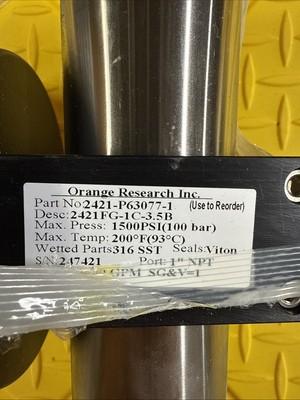 Orange Research Inc.
Part No:2421-P63077-1 (Use to Reorder)
Desc:2421FG-1C-3.5B
Max. Press: 1500PSI(100 bar)
Max. Temp: 200°F(93°C)
Wetted Parts316 SST Seals:Viton
S/N:247421 Port: 1" NPT
GPM SG&V=1